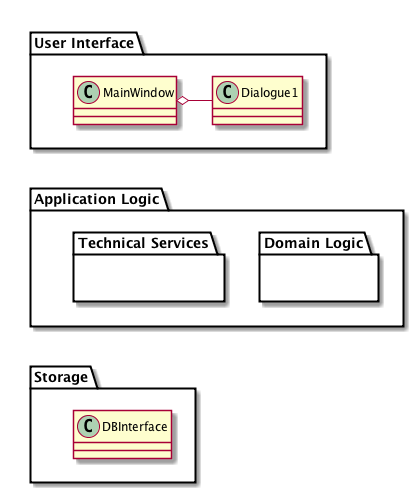 User Interface
C MainWindow
C Dialogue1
Application Logic
Technical Services
Domain Logic
Storage
C DBInterface